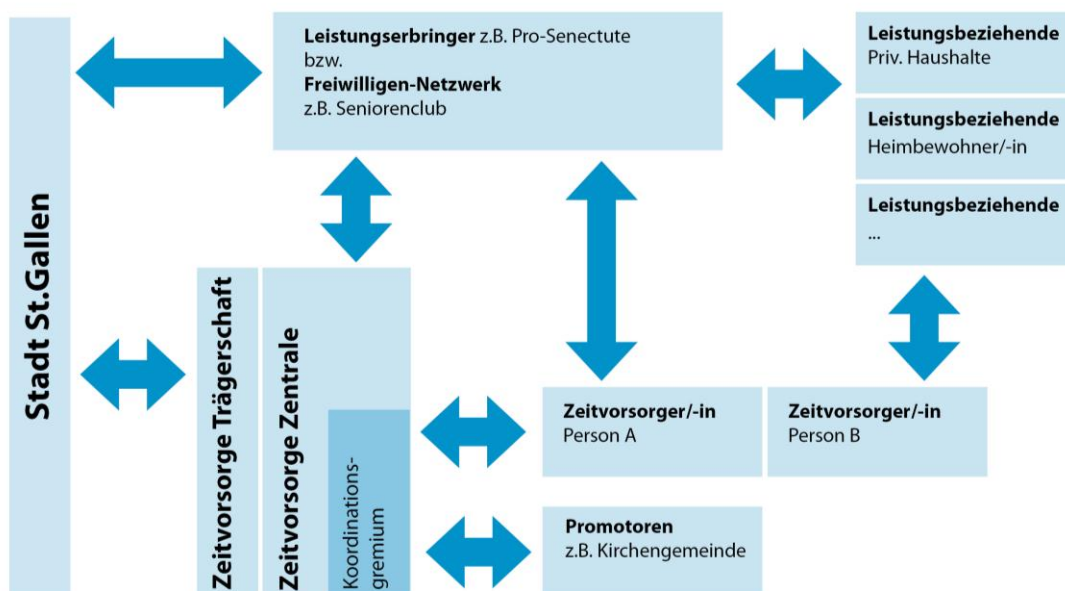 Stadt St.Gallen
Leistungserbringer z.B. Pro-Senectute
bzw.
Freiwilligen-Netzwerk
z.B. Seniorenclub
Leistungsbeziehende
Priv. Haushalte
Leistungsbeziehende
Heimbewohner/-in
Leistungsbeziehende
...
Zeitvorsorge Trägerschaft
Zeitvorsorge Zentrale
Koordinations-
gremium
Zeitvorsorger/-in
Person A
Zeitvorsorger/-in
Person B
Promotoren
z.B. Kirchengemeinde